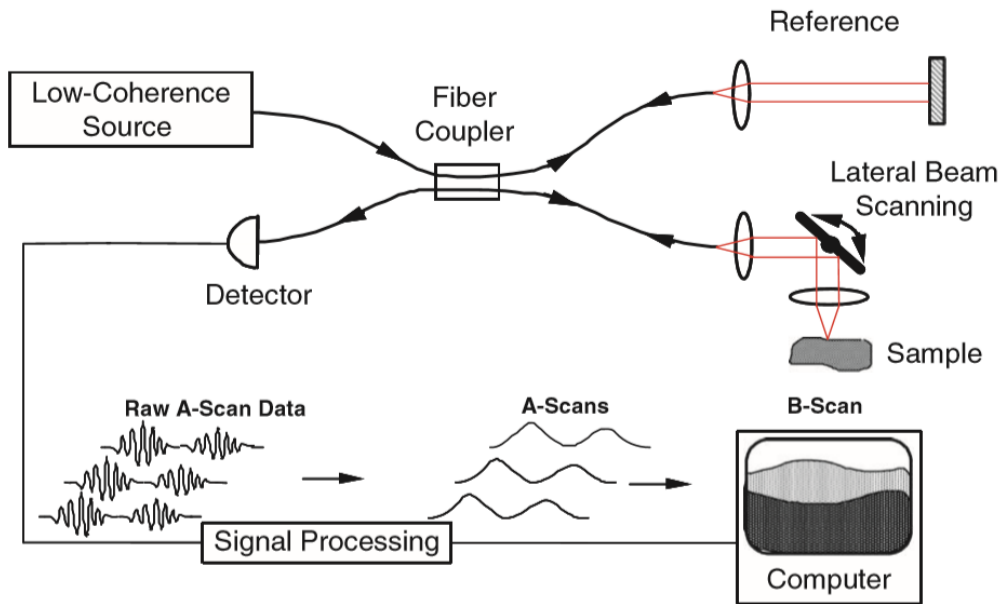 Reference
Low-Coherence
Source
Fiber
Coupler
Lateral Beam
Scanning
Detector
Sample
Raw A-Scan Data
A-Scans
B-Scan
Signal Processing
Computer